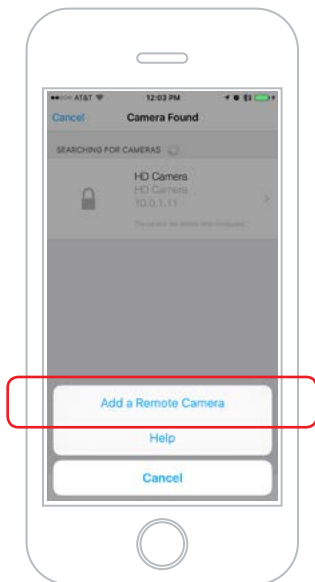 AT&T 12:03 PM
Cancel Camera Found
SEARCHING FOR CAMERAS
HD Camera
HD Camera
10.0.1.11
Add a Remote Camera
Help
Cancel